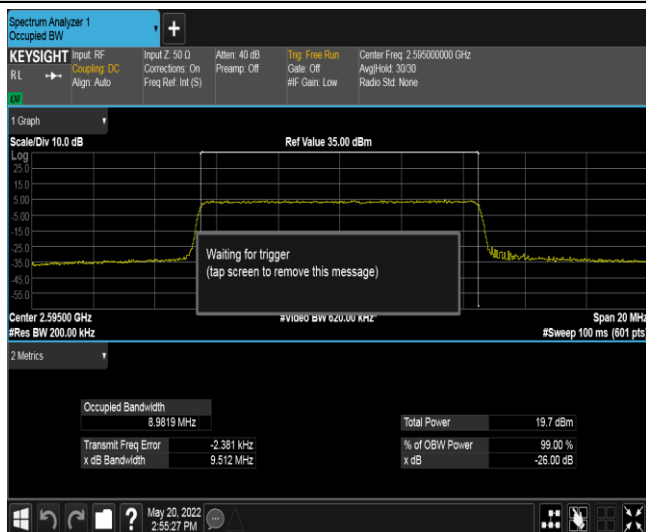 Spectrum Analyzer 1
Occupied BW
+
KEYSIGHT Input: RF Input Z: 50 Ω Atten: 40 dB Trig: Free Run Center Freq: 2.595000000 GHz
RL Coupling: DC Corrections: On Preamp: Off Gate: Off Avg|Hold: 30/30
Align: Auto Freq Ref: Int (S) #IF Gain: Low Radio Std: None
1 Graph
Scale/Div 10.0 dB Ref Value 35.00 dBm
Log
25.0
15.0
5.00
-5.00
-15.0
-25.0
-35.0
-45.0
-55.0
Waiting for trigger
(tap screen to remove this message)
Center 2.59500 GHz #Video BW 620.00 kHz* Span 20 MHz
#Res BW 200.00 kHz #Sweep 100 ms (601 pts)
2 Metrics
Occupied Bandwidth
8.9819 MHz Total Power 19.7 dBm
Transmit Freq Error -2.381 kHz % of OBW Power 99.00 %
x dB Bandwidth 9.512 MHz x dB -26.00 dB
? May 20, 2022
2:55:27 PM